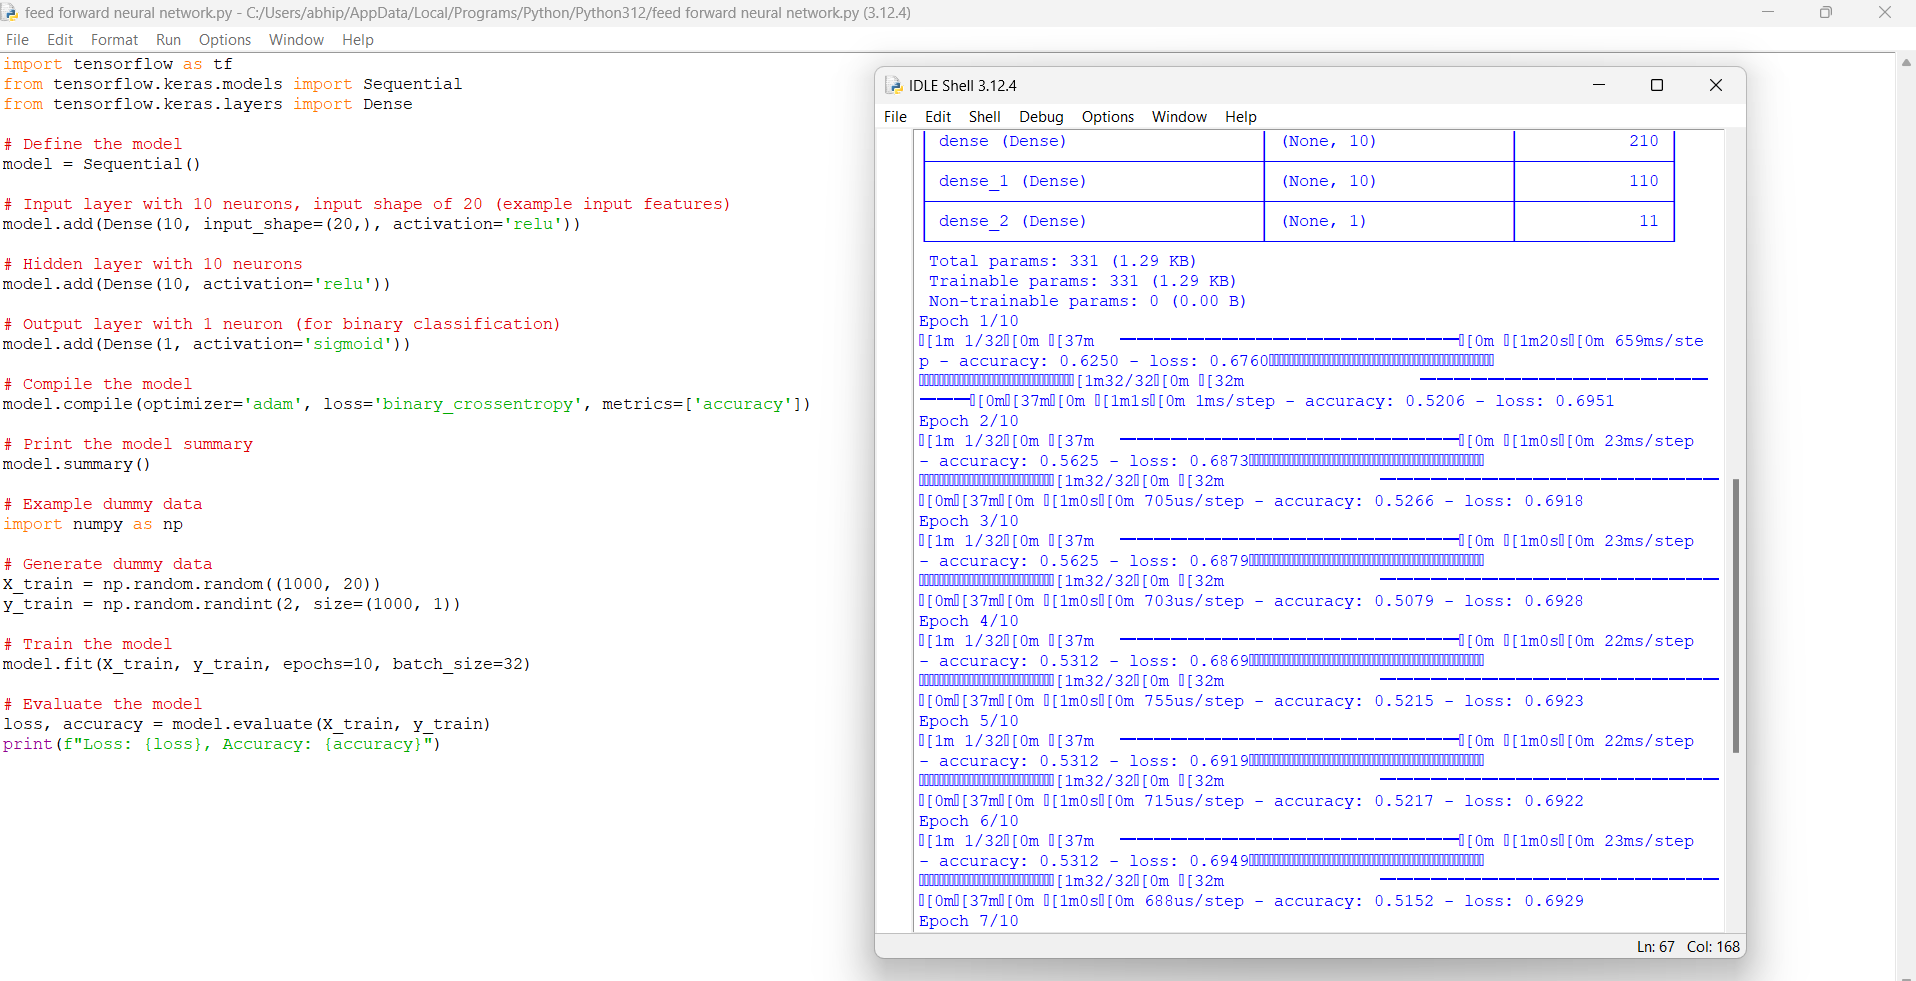 feed forward neural network.py - C:/Users/abhip/AppData/Local/Programs/Python/Python312/feed forward neural network.py (3.12.4)
File Edit Format Run Options Window Help
import tensorflow as tf
from tensorflow.keras.models import Sequential
from tensorflow.keras.layers import Dense
# Define the model
model = Sequential()
# Input layer with 10 neurons, input shape of 20 (example input features)
model.add(Dense(10, input_shape=(20,), activation='relu'))
# Hidden layer with 10 neurons
model.add(Dense(10, activation='relu'))
# Output layer with 1 neuron (for binary classification)
model.add(Dense(1, activation='sigmoid'))
# Compile the model
model.compile(optimizer='adam', loss='binary_crossentropy', metrics=['accuracy'])
# Print the model summary
model.summary()
# Example dummy data
import numpy as np
# Generate dummy data
X_train = np.random.random((1000, 20))
y_train = np.random.randint(2, size=(1000, 1))
# Train the model
model.fit(X_train, y_train, epochs=10, batch_size=32)
# Evaluate the model
loss, accuracy = model.evaluate(X_train, y_train)
print(f"Loss: {loss}, Accuracy: {accuracy}")
IDLE Shell 3.12.4
File Edit Shell Debug Options Window Help
dense (Dense) (None, 10) 210
dense_1 (Dense) (None, 10) 110
dense_2 (Dense) (None, 1) 11
Total params: 331 (1.29 KB)
Trainable params: 331 (1.29 KB)
Non-trainable params: 0 (0.00 B)
Epoch 1/10
[1m 1/32[0m [37m ━━━━━━━━━━━━━━━━━━━━[0m [1m20s[0m 659ms/ste
p - accuracy: 0.6250 - loss: 0.6760
[1m32/32[0m [32m ━━━━━━━━━━━━━━━━━
━━━[0m[37m[0m [1m1s[0m 1ms/step - accuracy: 0.5206 - loss: 0.6951
Epoch 2/10
[1m 1/32[0m [37m ━━━━━━━━━━━━━━━━━━━━[0m [1m0s[0m 23ms/step
- accuracy: 0.5625 - loss: 0.6873
[1m32/32[0m [32m ━━━━━━━━━━━━━━━━━━━━
[0m[37m[0m [1m0s[0m 705us/step - accuracy: 0.5266 - loss: 0.6918
Epoch 3/10
[1m 1/32[0m [37m ━━━━━━━━━━━━━━━━━━━━[0m [1m0s[0m 23ms/step
- accuracy: 0.5625 - loss: 0.6879
[1m32/32[0m [32m ━━━━━━━━━━━━━━━━━━━━
[0m[37m[0m [1m0s[0m 703us/step - accuracy: 0.5079 - loss: 0.6928
Epoch 4/10
[1m 1/32[0m [37m ━━━━━━━━━━━━━━━━━━━━[0m [1m0s[0m 22ms/step
- accuracy: 0.5312 - loss: 0.6869
[1m32/32[0m [32m ━━━━━━━━━━━━━━━━━━━━
[0m[37m[0m [1m0s[0m 755us/step - accuracy: 0.5215 - loss: 0.6923
Epoch 5/10
[1m 1/32[0m [37m ━━━━━━━━━━━━━━━━━━━━[0m [1m0s[0m 22ms/step
- accuracy: 0.5312 - loss: 0.6919
[1m32/32[0m [32m ━━━━━━━━━━━━━━━━━━━━
[0m[37m[0m [1m0s[0m 715us/step - accuracy: 0.5217 - loss: 0.6922
Epoch 6/10
[1m 1/32[0m [37m ━━━━━━━━━━━━━━━━━━━━[0m [1m0s[0m 23ms/step
- accuracy: 0.5312 - loss: 0.6949
[1m32/32[0m [32m ━━━━━━━━━━━━━━━━━━━━
[0m[37m[0m [1m0s[0m 688us/step - accuracy: 0.5152 - loss: 0.6929
Epoch 7/10
Ln: 67 Col: 168